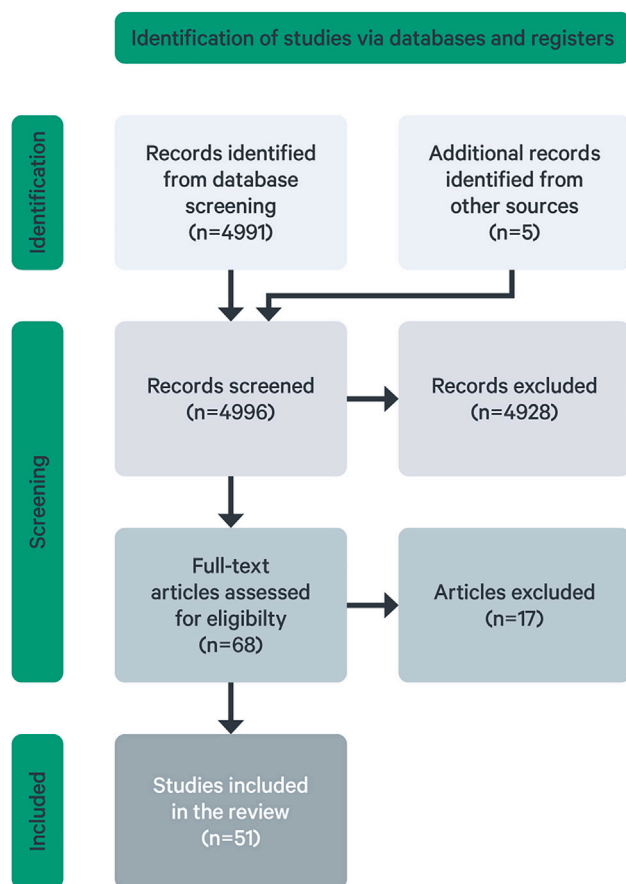 Identification of studies via databases and registers
Identification
Records identified
from database
screening
(n=4991)
Additional records
identified from
other sources
(n=5)
Screening
Records screened
(n=4996)
Records excluded
(n=4928)
Full-text
articles assessed
for eligibilty
(n=68)
Articles excluded
(n=17)
Included
Studies included
in the review
(n=51)